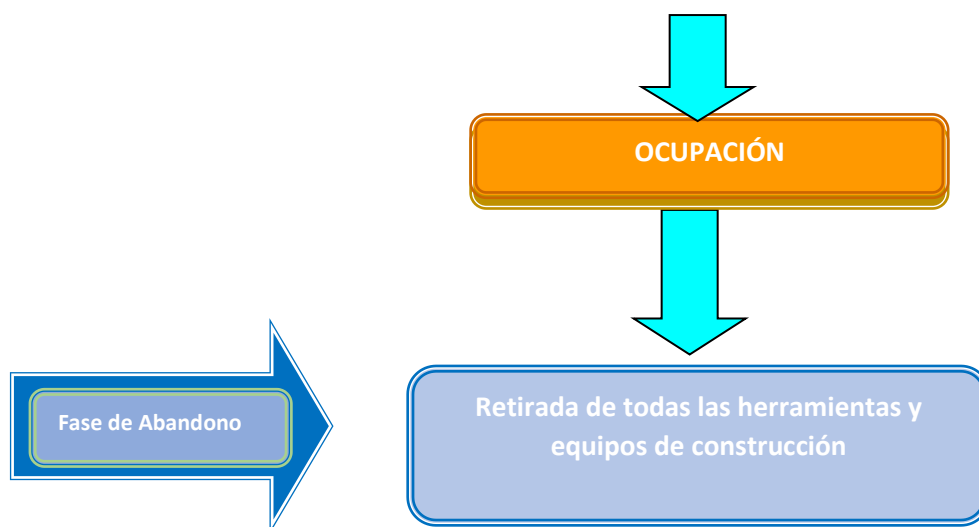 OCUPACIÓN
Fase de Abandono
Retirada de todas las herramientas y
equipos de construcción